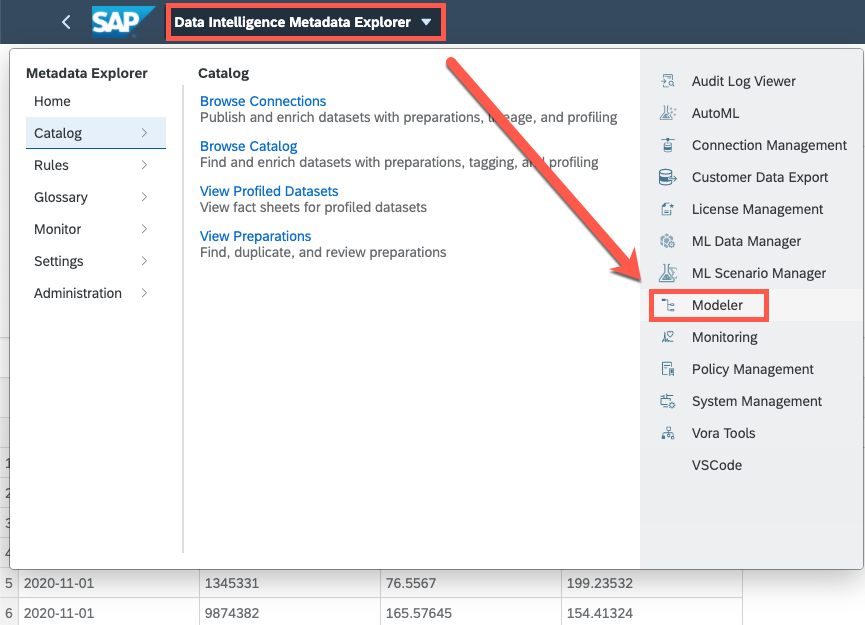 SAP Data Intelligence Metadata Explorer
Metadata Explorer
Home
Catalog
Rules
Glossary
Monitor
Settings
Administration
Catalog
Browse Connections
Publish and enrich datasets with preparations, and profiling
Browse Catalog
Find and enrich datasets with preparations, tagging, and profiling
View Profiled Datasets
View fact sheets for profiled datasets
View Preparations
Find, duplicate, and review preparations
Audit Log Viewer
AutoML
Connection Management
Customer Data Export
License Management
ML Data Manager
ML Scenario Manager
Modeler
Monitoring
Policy Management
System Management
Vora Tools
VSCode
1
2
3
4
5 2020-11-01 1345331 76.5567 199.23532
6 2020-11-01 9874382 165.57645 154.41324